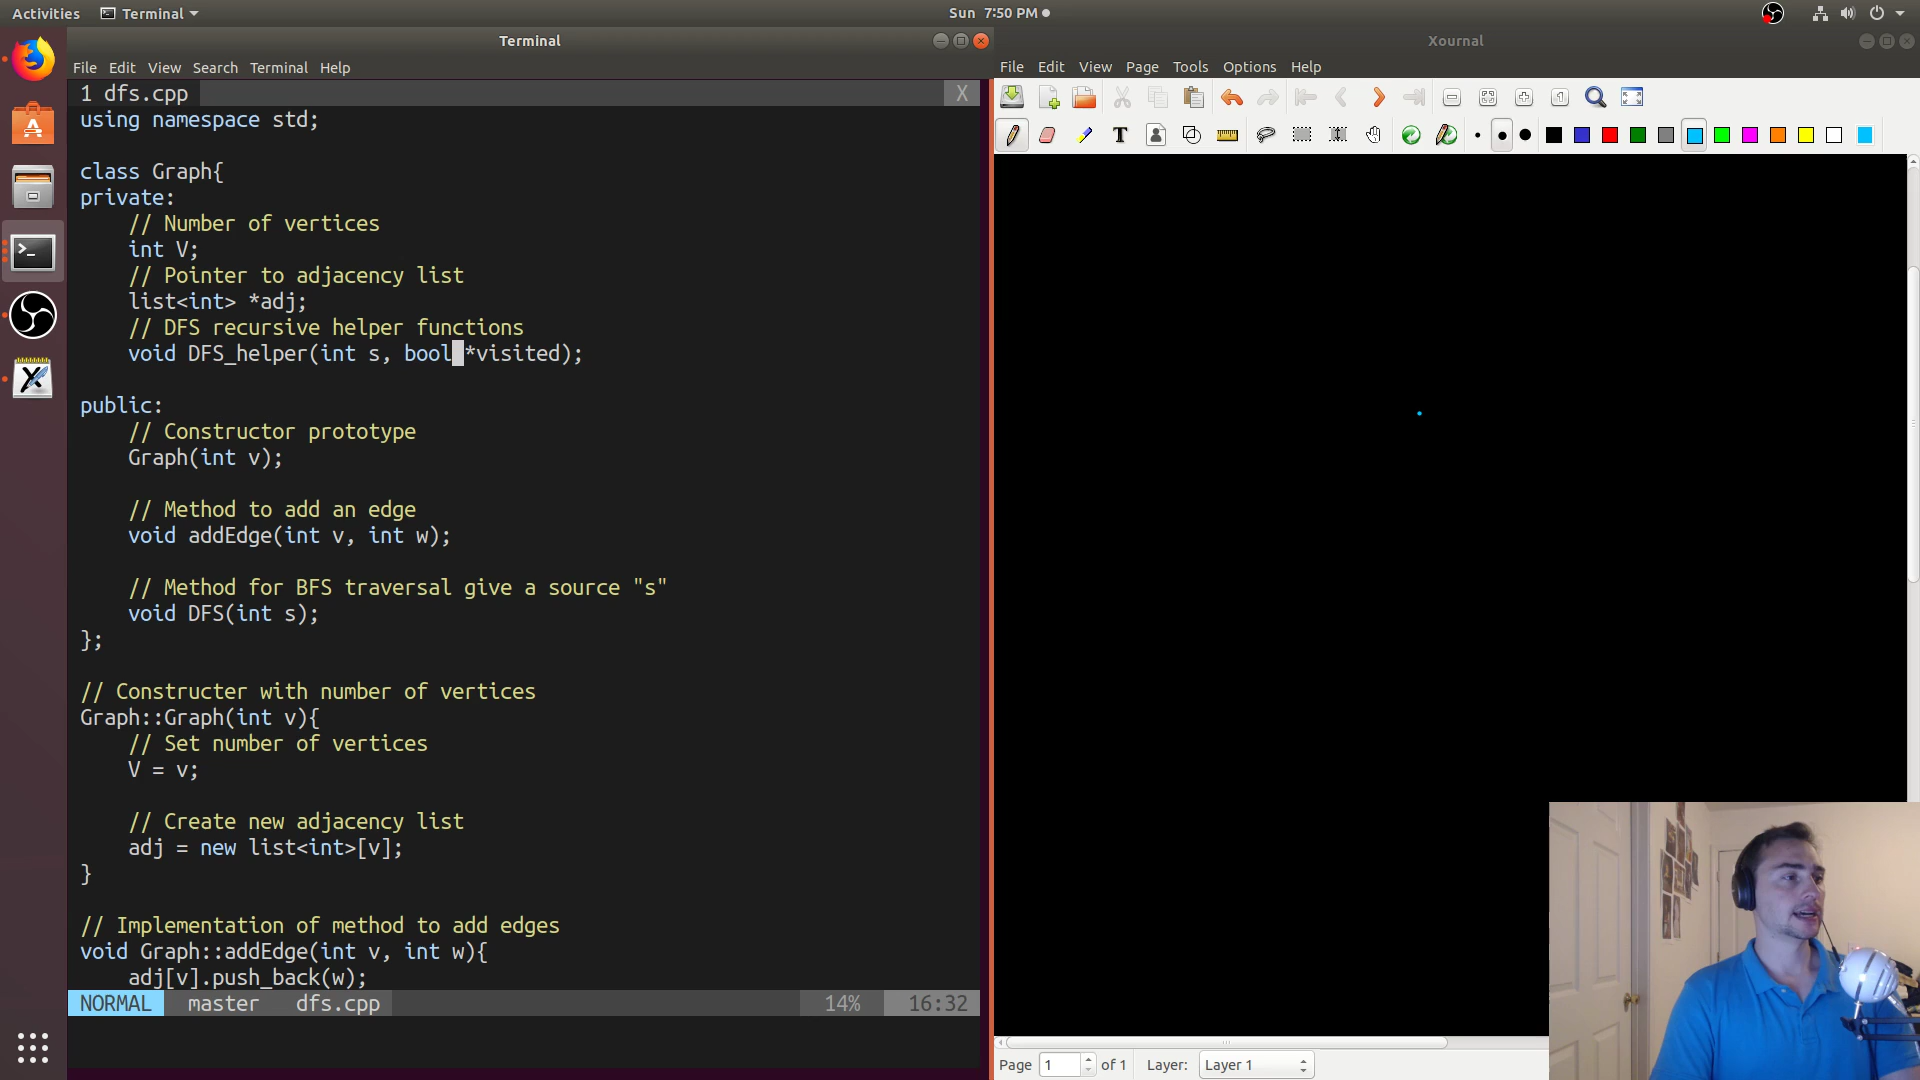 Activities
Terminal
Sun 7:50 PM
Terminal
File Edit View Search Terminal Help
1 dfs.cpp X
using namespace std;
class Graph{
private:
// Number of vertices
int V;
// Pointer to adjacency list
list<int> *adj;
// DFS recursive helper functions
void DFS_helper(int s, bool *visited);
public:
// Constructor prototype
Graph(int v);
// Method to add an edge
void addEdge(int v, int w);
// Method for BFS traversal give a source "s"
void DFS(int s);
};
// Constructer with number of vertices
Graph::Graph(int v){
// Set number of vertices
V = v;
// Create new adjacency list
adj = new list<int>[v];
}
// Implementation of method to add edges
void Graph::addEdge(int v, int w){
adj[v].push_back(w);
NORMAL master dfs.cpp 14% 16:32
Xournal
File Edit View Page Tools Options Help
Page 1 of 1 Layer: Layer 1